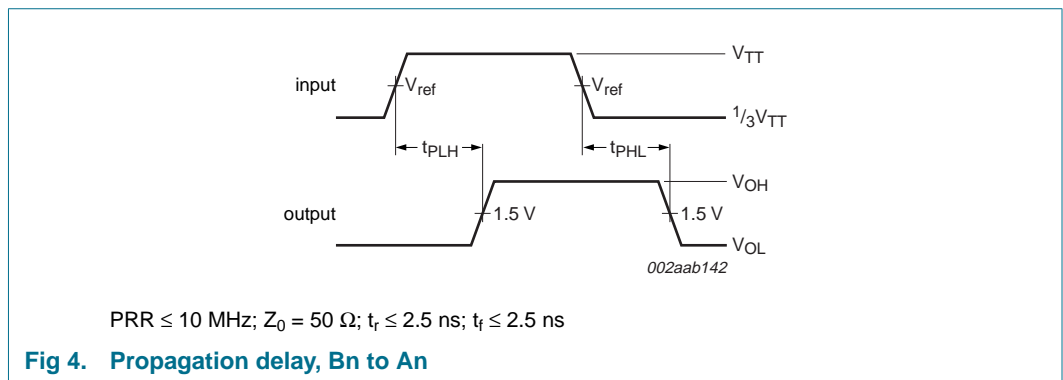 V_TT
input
V_ref
V_ref
1/3V_TT
t_PLH
t_PHL
V_OH
output
1.5 V
1.5 V
V_OL
002aab142
PRR ≤ 10 MHz; Z_0 = 50 Ω; t_r ≤ 2.5 ns; t_f ≤ 2.5 ns
Fig 4. Propagation delay, Bn to An